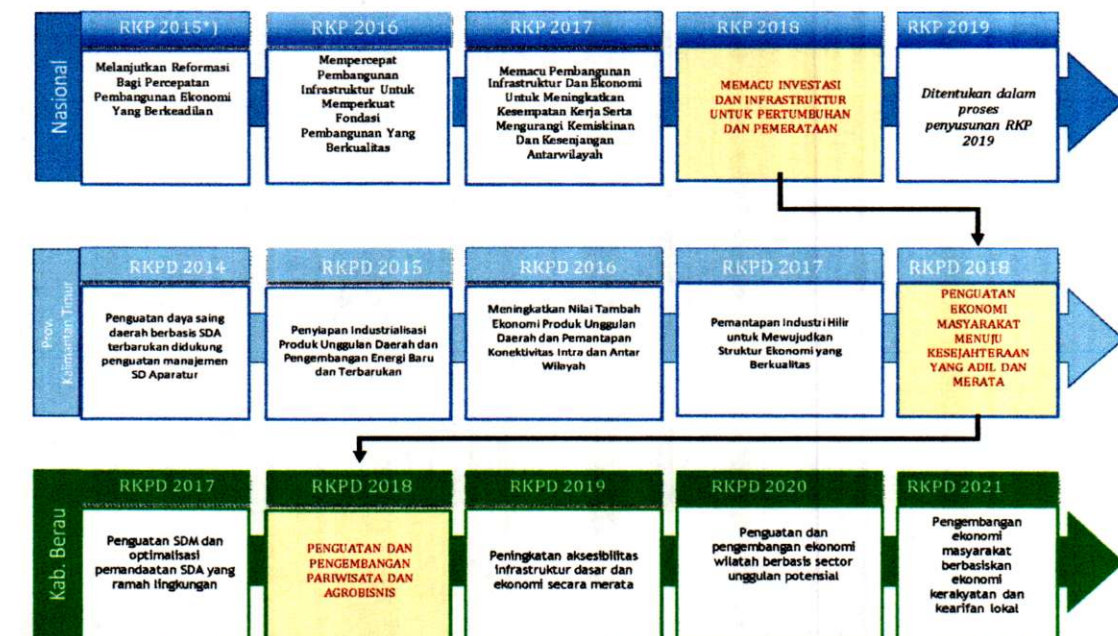 Nasional
RKP 2015*)
Melanjutkan Reformasi
Bagi Percepatan
Pembangunan Ekonomi
Yang Berkeadilan
RKP 2016
Mempercepat
Pembangunan
Infrastruktur Untuk
Memperkuat
Fondasi
Pembangunan Yang
Berkualitas
RKP 2017
Memacu Pembangunan
Infrastruktur Dan Ekonomi
Untuk Meningkatkan
Kesempatan Kerja Serta
Mengurangi Kemiskinan
Dan Kesenjangan
Antarwilayah
RKP 2018
MEMACU INVESTASI
DAN INFRASTRUKTUR
UNTUK PERTUMBUHAN
DAN PEMERATAAN
RKP 2019
Ditentukan dalam
proses
penyusunan RKP
2019
Prov.
Kalimantan Timur
RKPD 2014
Penguatan daya saing
daerah berbasis SDA
terbarukan didukung
penguatan manajemen
SD Aparatur
RKPD 2015
Penyiapan Industrialisasi
Produk Unggulan Daerah dan
Pengembangan Energi Baru
dan Terbarukan
RKPD 2016
Meningkatkan Nilai Tambah
Ekonomi Produk Unggulan
Daerah dan Pemantapan
Konektivitas Intra dan Antar
Wilayah
RKPD 2017
Pemantapan Industri Hilir
untuk Mewujudkan
Struktur Ekonomi yang
Berkualitas
RKPD 2018
PENGUATAN
EKONOMI
MASYARAKAT
MENUJU
KESEJAHTERAAN
YANG ADIL DAN
MERATA
Kab. Berau
RKPD 2017
Penguatan SDM dan
optimalisasi
pemandaatan SDA yang
ramah lingkungan
RKPD 2018
PENGUATAN DAN
PENGEMBANGAN
PARIWISATA DAN
AGROBISNIS
RKPD 2019
Peningkatan aksesibilitas
infrastruktur dasar dan
ekonomi secara merata
RKPD 2020
Penguatan dan
pengembangan ekonomi
wilatah berbasis sector
unggulan potensial
RKPD 2021
Pengembangan
ekonomi
masyarakat
berbasiskan
ekonomi
kerakyatan dan
kearifan lokal